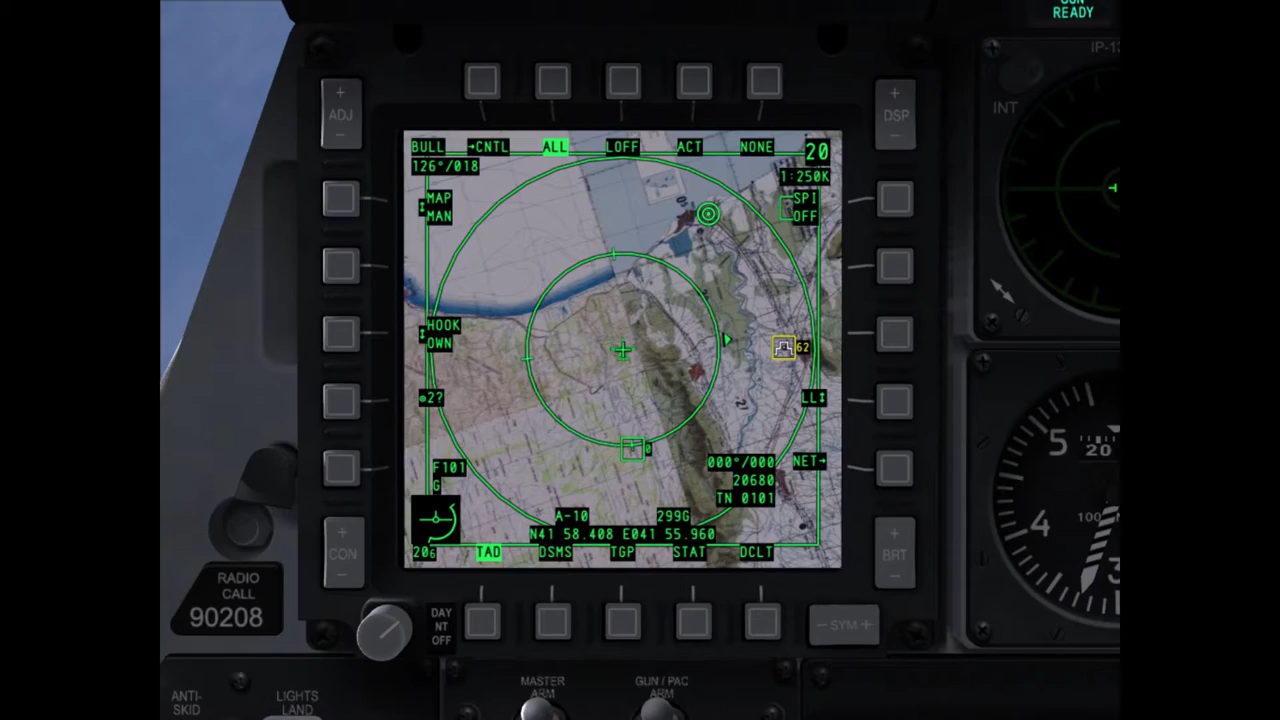 GUN
READY
IP-13
INT
+
ADJ
−
+
DSP
−
BULL
→CNTL
ALL
LOFF
ACT
NONE
20
126°/018
1:250K
MAP
MAN
SPI
OFF
HOOK
OWN
62
2?
LL
0
000°/000
NET→
20680
TN 0101
F101
G
A-10
299G
N41 58.408 E041 55.960
206
TAD
DSMS
TGP
STAT
DCLT
+
CON
−
+
BRT
−
5
20
4
100
3
RADIO
CALL
90208
DAY
NT
OFF
− SYM +
ANTI-
SKID
LIGHTS
LAND
MASTER
ARM
GUN / PAC
ARM